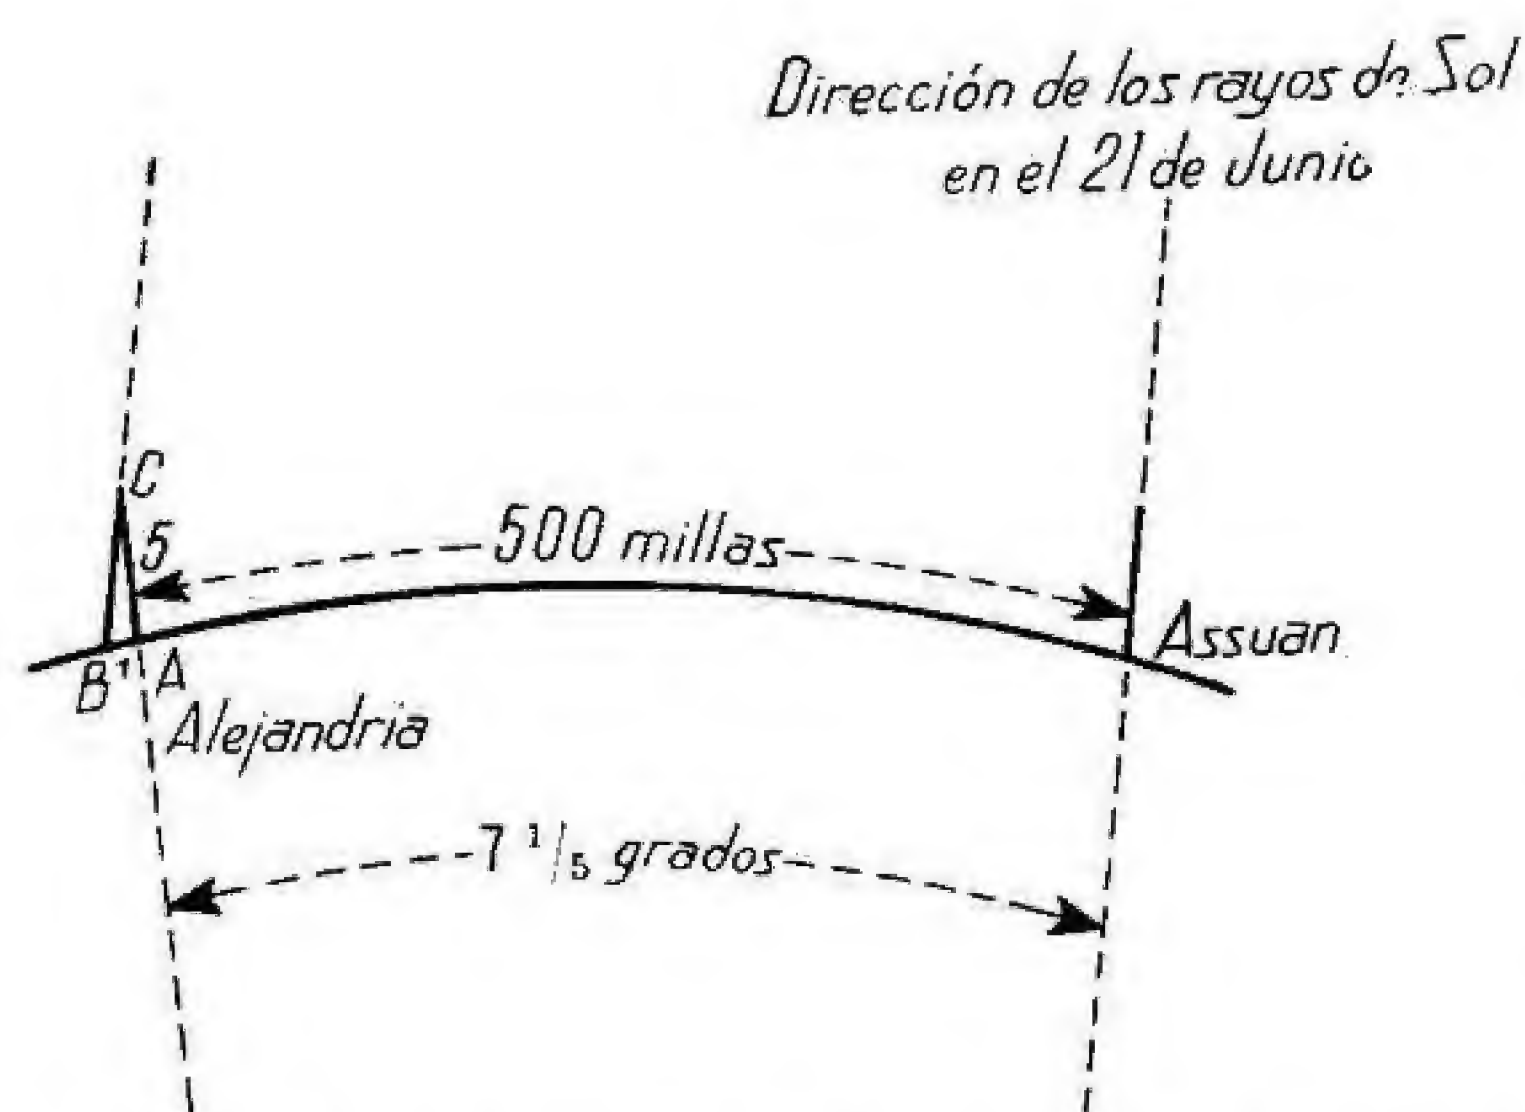 Dirección de los rayos Sol
en el 21 de Junio
C
5
500 millas
Assuan
B 1 A
Alejandria
7 1/5 grados